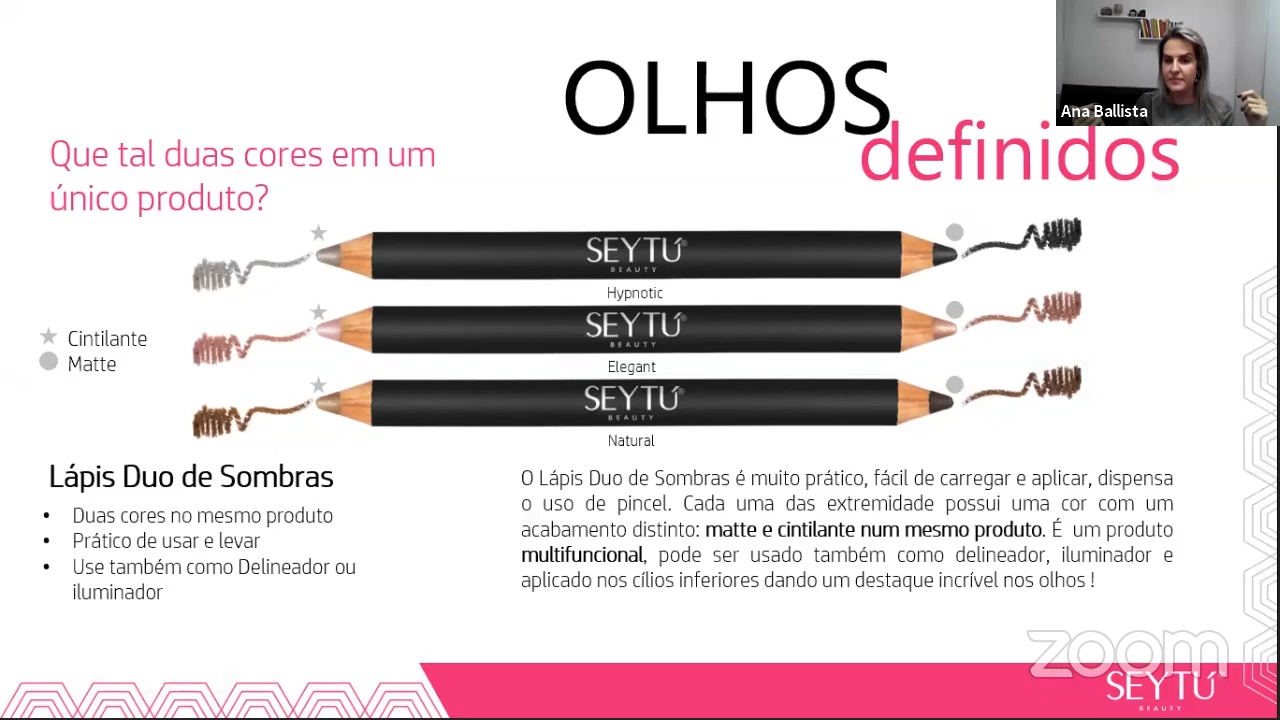 OLHOS
definidos
Ana Ballista
Que tal duas cores em um
único produto?
SEYTÚ®
BEAUTY
Hypnotic
SEYTÚ®
BEAUTY
Elegant
SEYTÚ®
BEAUTY
Natural
Cintilante
Matte
Lápis Duo de Sombras
• Duas cores no mesmo produto
• Prático de usar e levar
• Use também como Delineador ou
iluminador
O Lápis Duo de Sombras é muito prático, fácil de carregar e aplicar, dispensa
o uso de pincel. Cada uma das extremidade possui uma cor com um
acabamento distinto: matte e cintilante num mesmo produto. É um produto
multifuncional, pode ser usado também como delineador, iluminador e
aplicado nos cílios inferiores dando um destaque incrível nos olhos !
zoom
SEYTÚ
BEAUTY